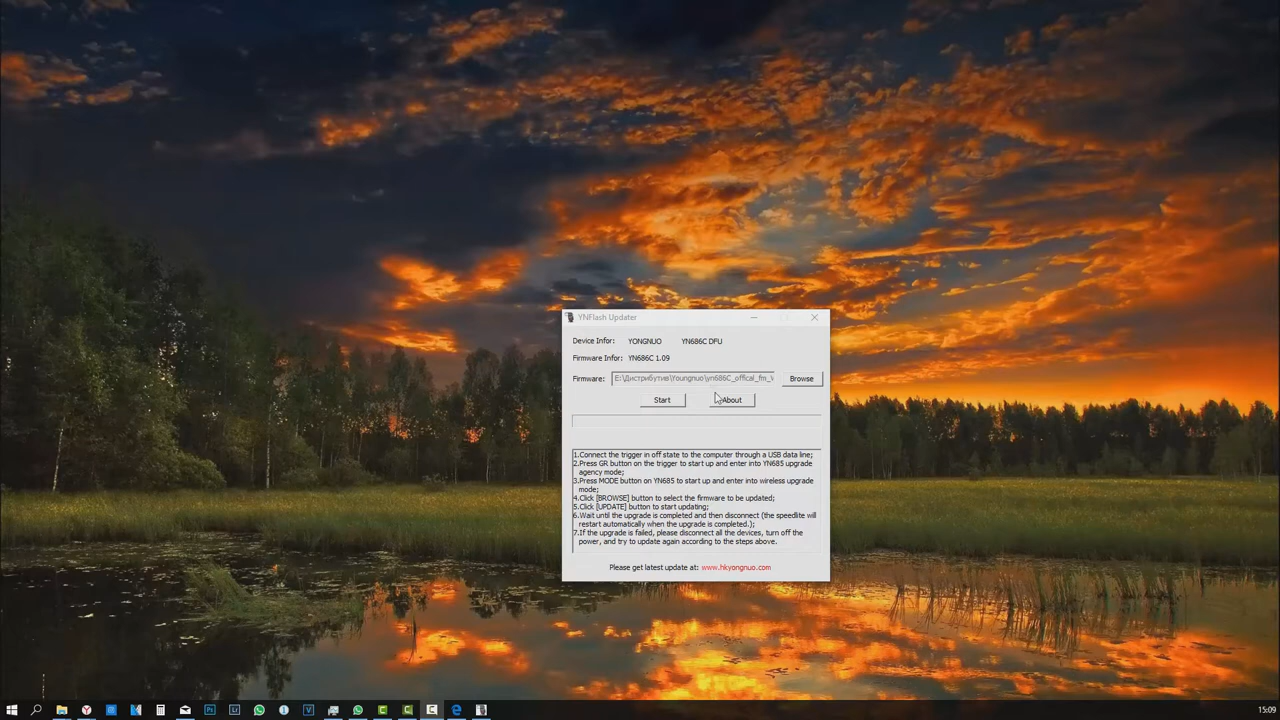 YNFlash Updater
Device Infor: YONGNUO YN686C DFU
Firmware Infor: YN686C 1.09
Firmware: E:\Дистрибутив\Youngnuo\yn686C_offical_fm_V Browse
Start About
1.Connect the trigger in off state to the computer through a USB data line;
2.Press GR button on the trigger to start up and enter into YN685 upgrade
agency mode;
3.Press MODE button on YN685 to start up and enter into wireless upgrade
mode;
4.Click [BROWSE] button to select the firmware to be updated;
5.Click [UPDATE] button to start updating;
6.Wait until the upgrade is completed and then disconnect (the speedlite will
restart automatically when the upgrade is completed.);
7.If the upgrade is failed, please disconnect all the devices, turn off the
power, and try to update again according to the steps above.
Please get latest update at: www.hkyongnuo.com
15:09